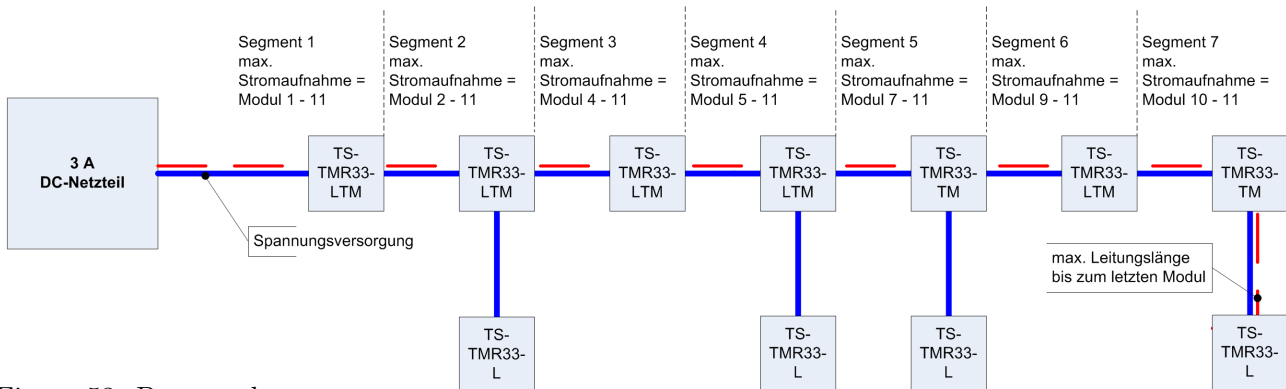 Segment 1
max.
Stromaufnahme =
Modul 1 - 11
Segment 2
max.
Stromaufnahme =
Modul 2 - 11
Segment 3
max.
Stromaufnahme =
Modul 4 - 11
Segment 4
max.
Stromaufnahme =
Modul 5 - 11
Segment 5
max.
Stromaufnahme =
Modul 7 - 11
Segment 6
max.
Stromaufnahme =
Modul 9 - 11
Segment 7
max.
Stromaufnahme =
Modul 10 - 11
3 A
DC-Netzteil
TS-
TMR33-
LTM
TS-
TMR33-
LTM
TS-
TMR33-
LTM
TS-
TMR33-
LTM
TS-
TMR33-
TM
TS-
TMR33-
LTM
TS-
TMR33-
TM
Spannungsversorgung
max. Leitungslänge
bis zum letzten Modul
TS-
TMR33-
L
TS-
TMR33-
L
TS-
TMR33-
L
TS-
TMR33-
L